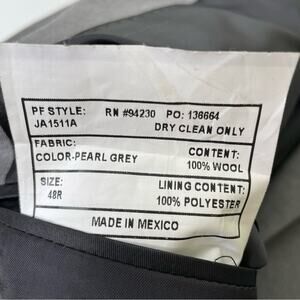 PF STYLE: RN #94230 PO: 136664
JA1511A DRY CLEAN ONLY
FABRIC: CONTENT:
COLOR-PEARL GREY 100% WOOL
SIZE: LINING CONTENT:
48R 100% POLYESTER
MADE IN MEXICO